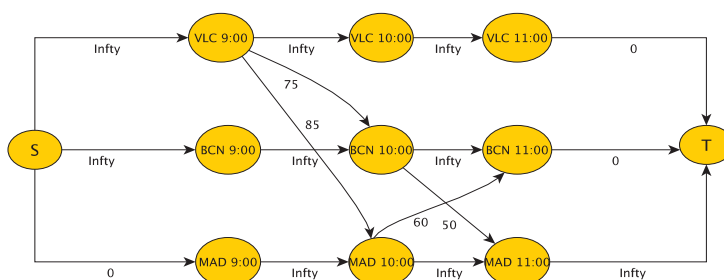 VLC 9:00
VLC 10:00
VLC 11:00
Infty
Infty
Infty
0
75
85
S
BCN 9:00
BCN 10:00
BCN 11:00
T
Infty
Infty
Infty
0
60
50
MAD 9:00
MAD 10:00
MAD 11:00
0
Infty
Infty
Infty